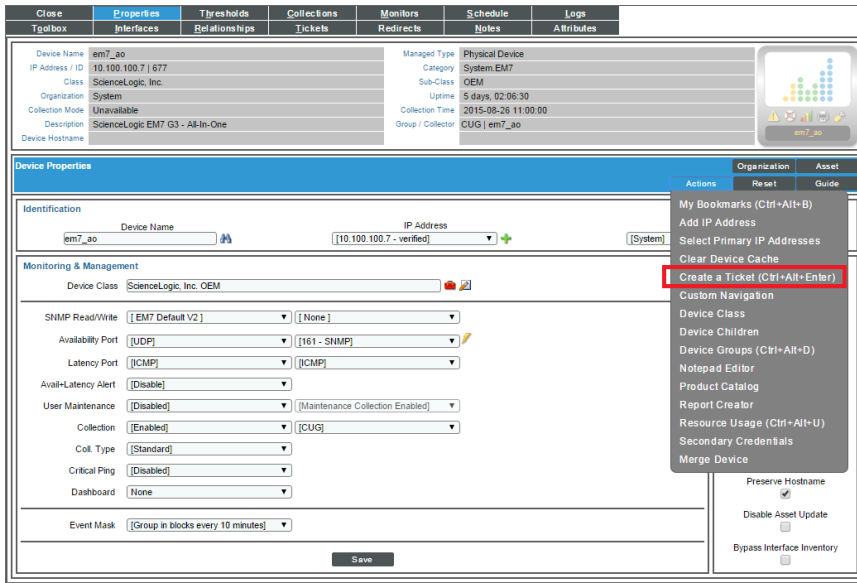 Close Properties Thresholds Collections Monitors Schedule Logs
Toolbox Interfaces Relationships Tickets Redirects Notes Attributes
Device Name em7_ao Managed Type Physical Device
IP Address / ID 10.100.100.7 | 677 Category System.EM7
Class ScienceLogic, Inc. Sub-Class OEM
Organization System Uptime 5 days, 02:06:30
Collection Mode Unavailable Collection Time 2015-08-26 11:00:00
Description ScienceLogic EM7 G3 - All-In-One Group / Collector CUG | em7_ao
Device Hostname
em7_ao
Device Properties Organization Asset
Actions Reset Guide
Identification
Device Name IP Address
em7_ao [10.100.100.7 - verified] [System]
My Bookmarks (Ctrl+Alt+B)
Add IP Address
Select Primary IP Addresses
Clear Device Cache
Create a Ticket (Ctrl+Alt+Enter)
Custom Navigation
Device Class
Device Children
Device Groups (Ctrl+Alt+D)
Notepad Editor
Product Catalog
Report Creator
Resource Usage (Ctrl+Alt+U)
Secondary Credentials
Merge Device
Monitoring & Management
Device Class ScienceLogic, Inc. OEM
SNMP Read/Write [ EM7 Default V2 ] [ None ]
Availability Port [UDP] [161 - SNMP]
Latency Port [ICMP] [ICMP]
Avail+Latency Alert [Disable]
User Maintenance [Disabled] [Maintenance Collection Enabled]
Collection [Enabled] [CUG]
Coll. Type [Standard]
Critical Ping [Disabled]
Dashboard None
Event Mask [Group in blocks every 10 minutes]
Save
Preserve Hostname
Disable Asset Update
Bypass Interface Inventory